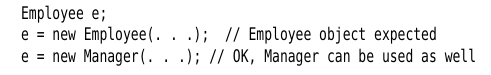 Employee e;
e = new Employee(. . .);  // Employee object expected
e = new Manager(. . .); // OK, Manager can be used as well